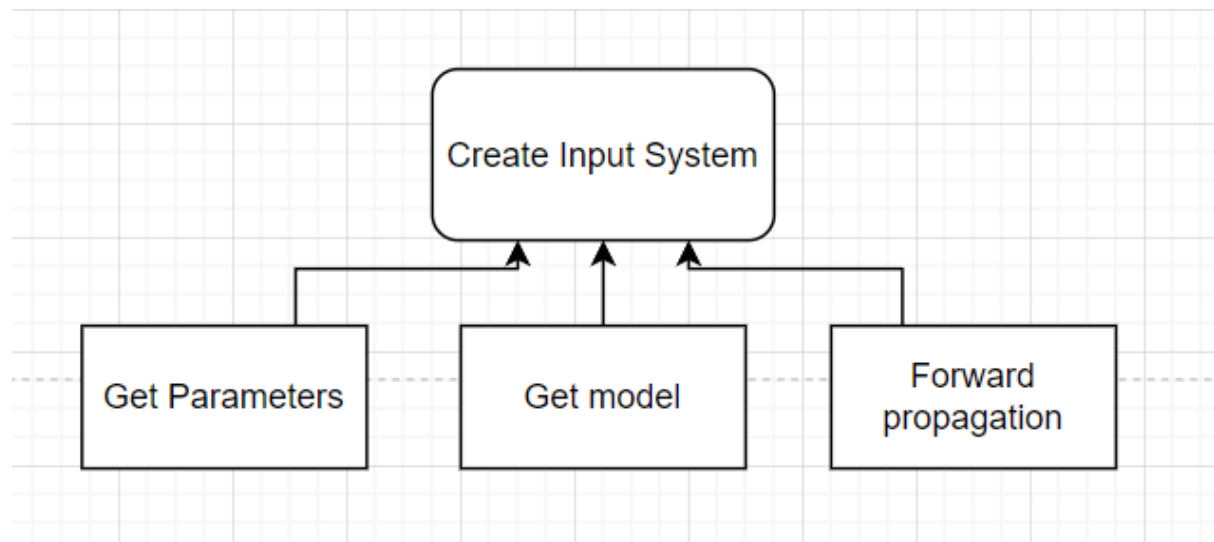 Create Input System
Get Parameters
Get model
Forward
propagation